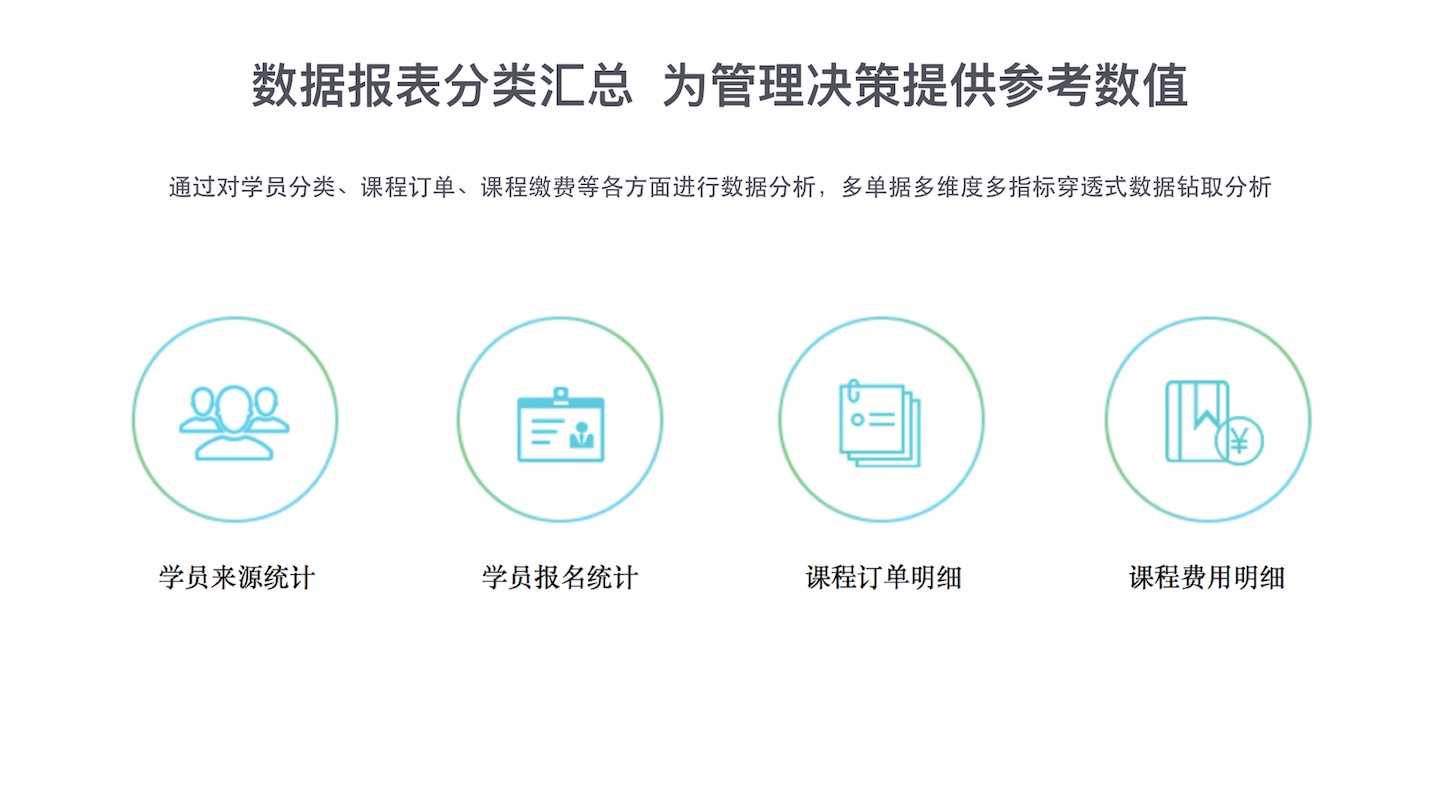 数据报表分类汇总 为管理决策提供参考数值
通过对学员分类、课程订单、课程缴费等各方面进行数据分析，多单据多维度多指标穿透式数据钻取分析
¥
学员来源统计
学员报名统计
课程订单明细
课程费用明细